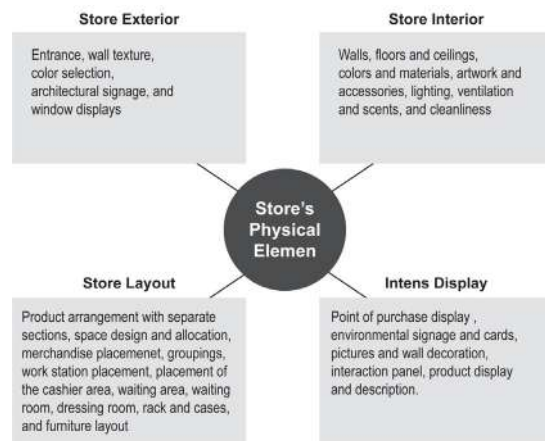 Store Exterior
Entrance, wall texture,
color selection,
architectural signage, and
window displays
Store Interior
Walls, floors and ceilings,
colors and materials, artwork and
accessories, lighting, ventilation
and scents, and cleanliness
Store's
Physical
Elemen
Store Layout
Product arrangement with separate
sections, space design and allocation,
merchandise placemenet, groupings,
work station placement, placement of
the cashier area, waiting area, waiting
room, dressing room, rack and cases,
and furniture layout
Intens Display
Point of purchase display ,
environmental signage and cards,
pictures and wall decoration,
interaction panel, product display
and description.